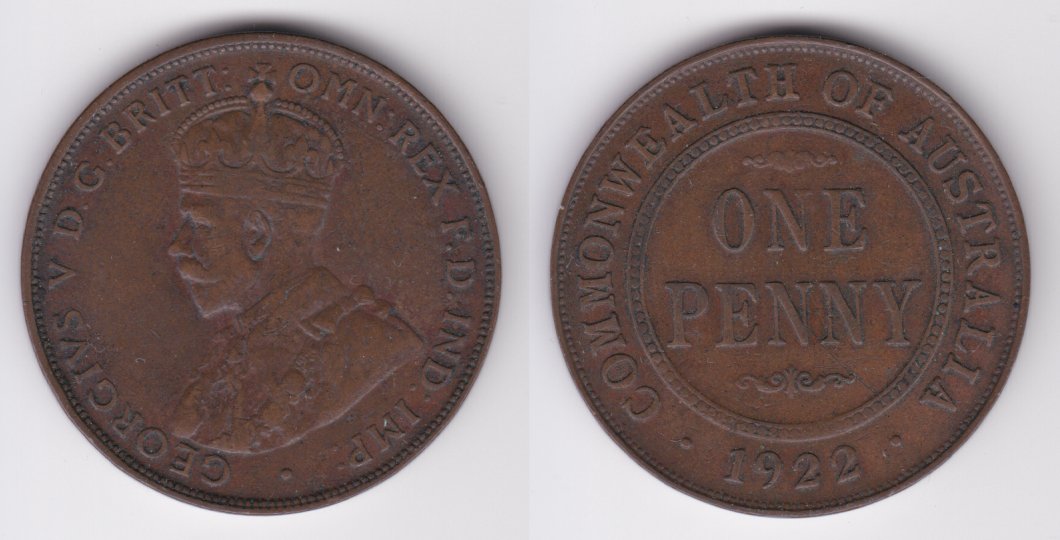 GEORGIVS V D.G. BRITT: OMN: REX F.D. IND: IMP.
COMMONWEALTH OF AUSTRALIA
ONE
PENNY
· 1922 ·